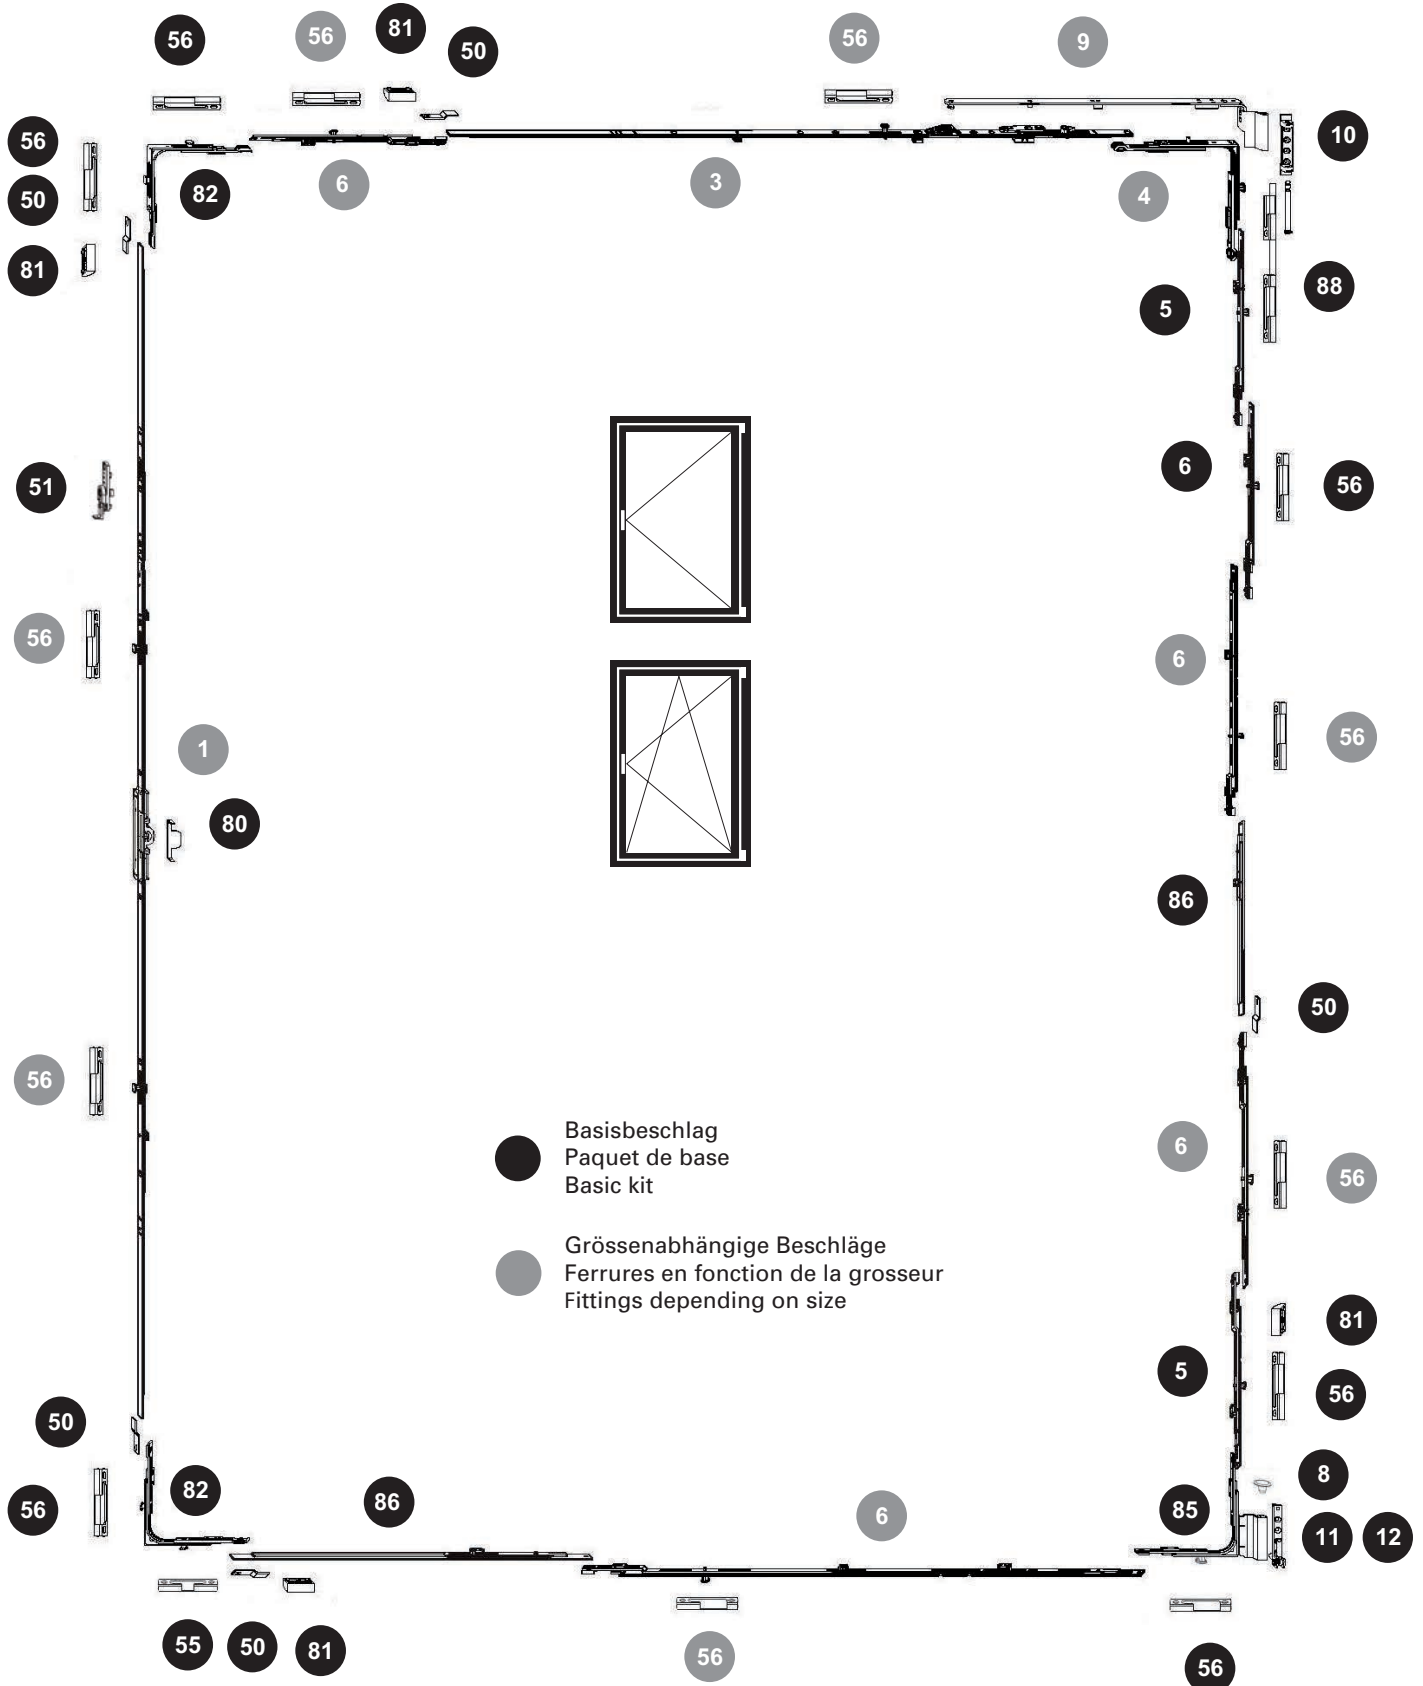 56 56 81 50 56 9
56 10
50 82 6 3 4
81 88
5
51 6 56
56 6
1 56
80
86
50
56
6 56
Basisbeschlag
Paquet de base
Basic kit
Grössenabhängige Beschläge
Ferrures en fonction de la grosseur
Fittings depending on size
81
5 56
50
82 86 6 85 8
56 11 12
55 50 81 56 56